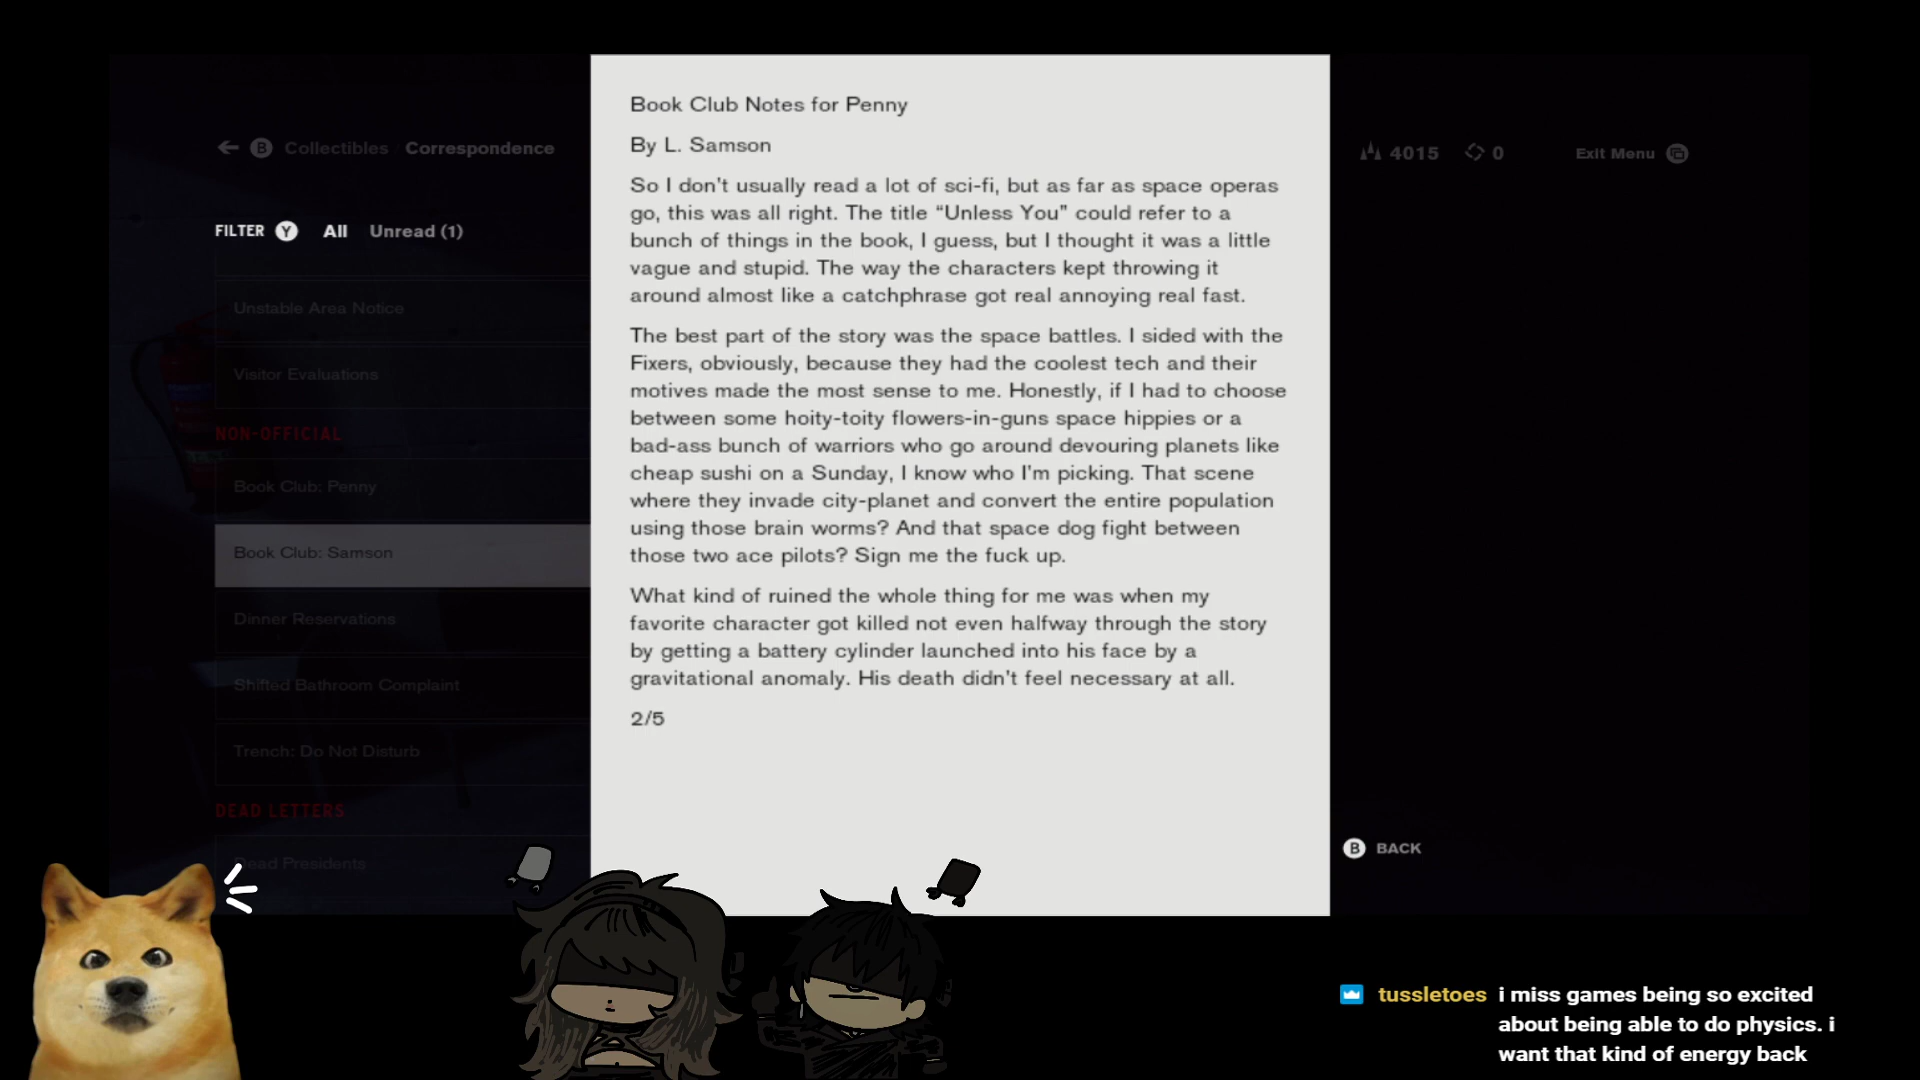 Book Club Notes for Penny
By L. Samson
So I don't usually read a lot of sci-fi, but as far as space operas
go, this was all right. The title “Unless You” could refer to a
bunch of things in the book, I guess, but I thought it was a little
vague and stupid. The way the characters kept throwing it
around almost like a catchphrase got real annoying real fast.
The best part of the story was the space battles. I sided with the
Fixers, obviously, because they had the coolest tech and their
motives made the most sense to me. Honestly, if I had to choose
between some hoity-toity flowers-in-guns space hippies or a
bad-ass bunch of warriors who go around devouring planets like
cheap sushi on a Sunday, I know who I'm picking. That scene
where they invade city-planet and convert the entire population
using those brain worms? And that space dog fight between
those two ace pilots? Sign me the fuck up.
What kind of ruined the whole thing for me was when my
favorite character got killed not even halfway through the story
by getting a battery cylinder launched into his face by a
gravitational anomaly. His death didn't feel necessary at all.
2/5
B Collectibles Correspondence
4015 0 Exit Menu
FILTER Y All Unread (1)
Unstable Area Notice
Visitor Evaluations
NON-OFFICIAL
Book Club: Penny
Book Club: Samson
Dinner Reservations
Shifted Bathroom Complaint
Trench: Do Not Disturb
DEAD LETTERS
Dead Presidents
B BACK
tussletoes i miss games being so excited
about being able to do physics. i
want that kind of energy back